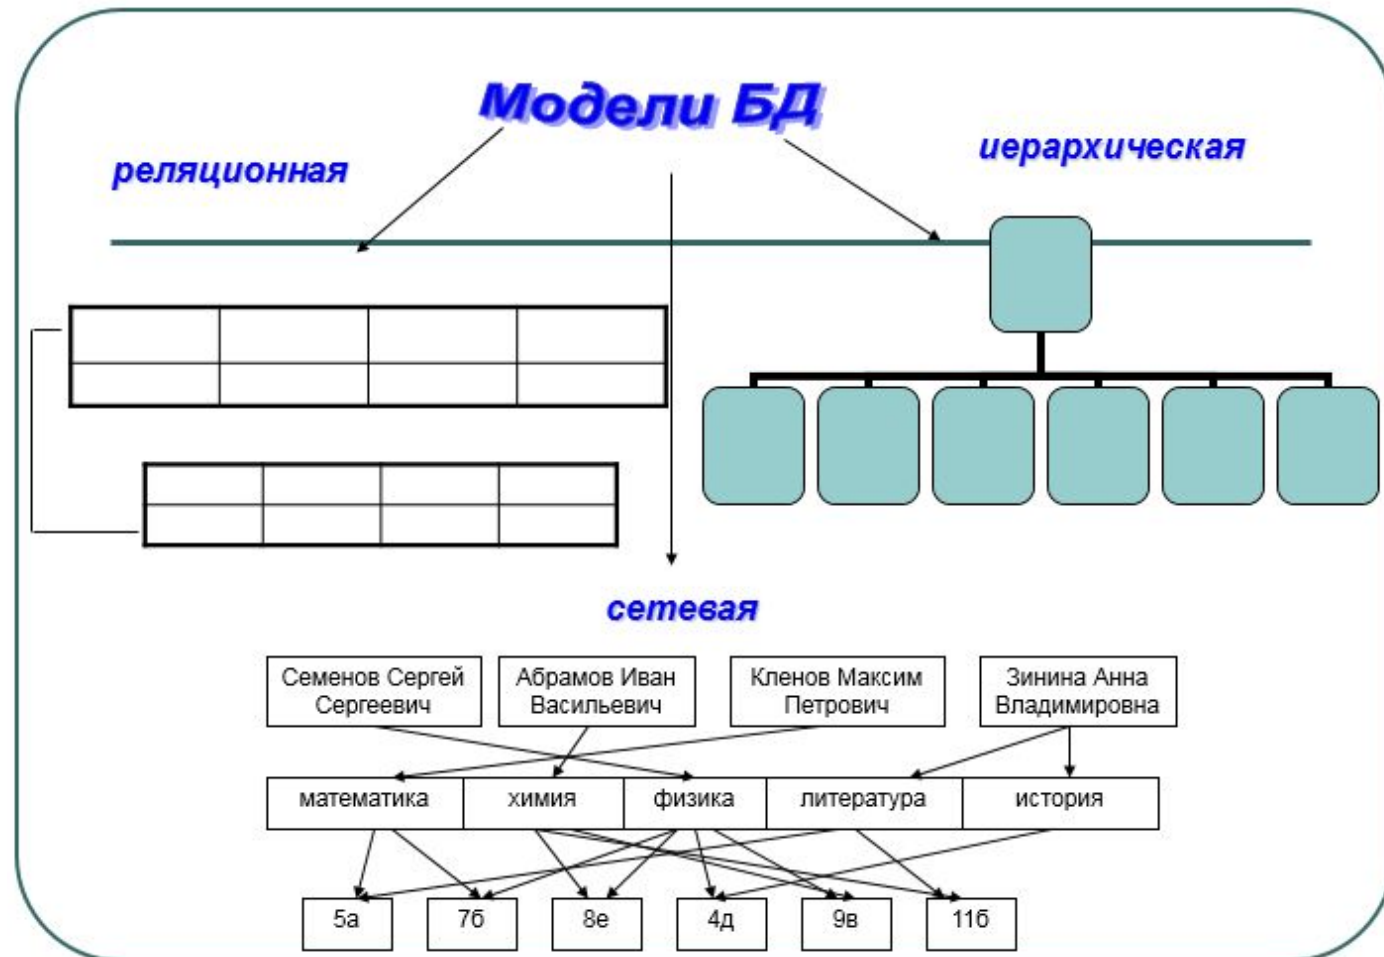 Модели БД
реляционная
иерархическая
сетевая
Семенов Сергей
Сергеевич
Абрамов Иван
Васильевич
Кленов Максим
Петрович
Зинина Анна
Владимировна
математика
химия
физика
литература
история
5а
7б
8е
4д
9в
11б